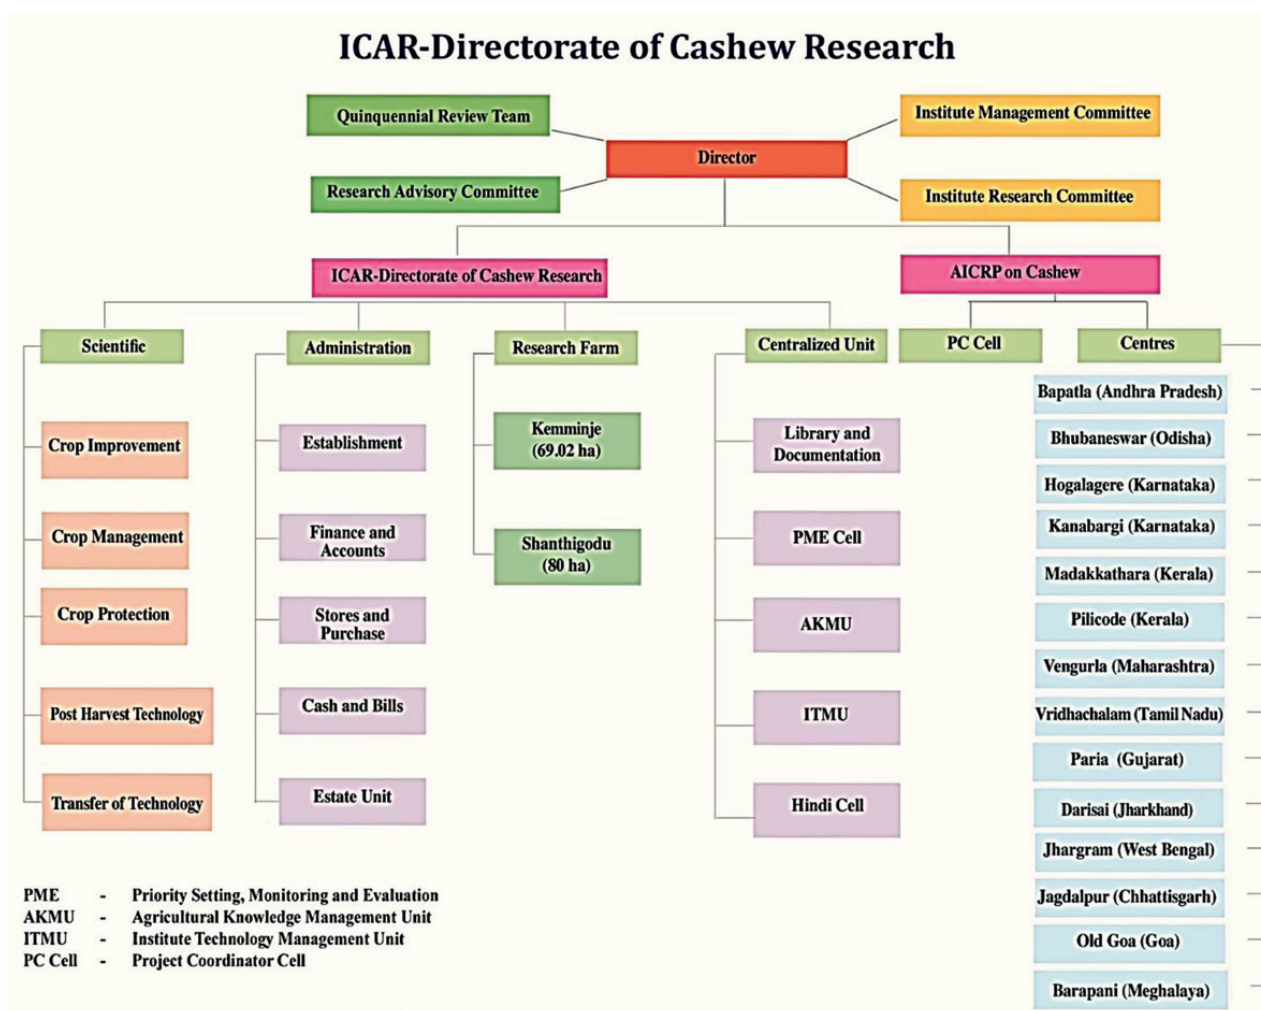 ICAR-Directorate of Cashew Research
Quinquennial Review Team
Institute Management Committee
Director
Research Advisory Committee
Institute Research Committee
ICAR-Directorate of Cashew Research
AICRP on Cashew
Scientific
Administration
Research Farm
Centralized Unit
PC Cell
Centres
Crop Improvement
Crop Management
Crop Protection
Post Harvest Technology
Transfer of Technology
Establishment
Finance and
Accounts
Stores and
Purchase
Cash and Bills
Estate Unit
Kemminje
(69.02 ha)
Shanthigodu
(80 ha)
Library and
Documentation
PME Cell
AKMU
ITMU
Hindi Cell
Bapatla (Andhra Pradesh)
Bhubaneswar (Odisha)
Hogalagere (Karnataka)
Kanabargi (Karnataka)
Madakkathara (Kerala)
Pilicode (Kerala)
Vengurla (Maharashtra)
Vridhachalam (Tamil Nadu)
Paria (Gujarat)
Darisai (Jharkhand)
Jhargram (West Bengal)
Jagdalpur (Chhattisgarh)
Old Goa (Goa)
Barapani (Meghalaya)
PME - Priority Setting, Monitoring and Evaluation
AKMU - Agricultural Knowledge Management Unit
ITMU - Institute Technology Management Unit
PC Cell - Project Coordinator Cell